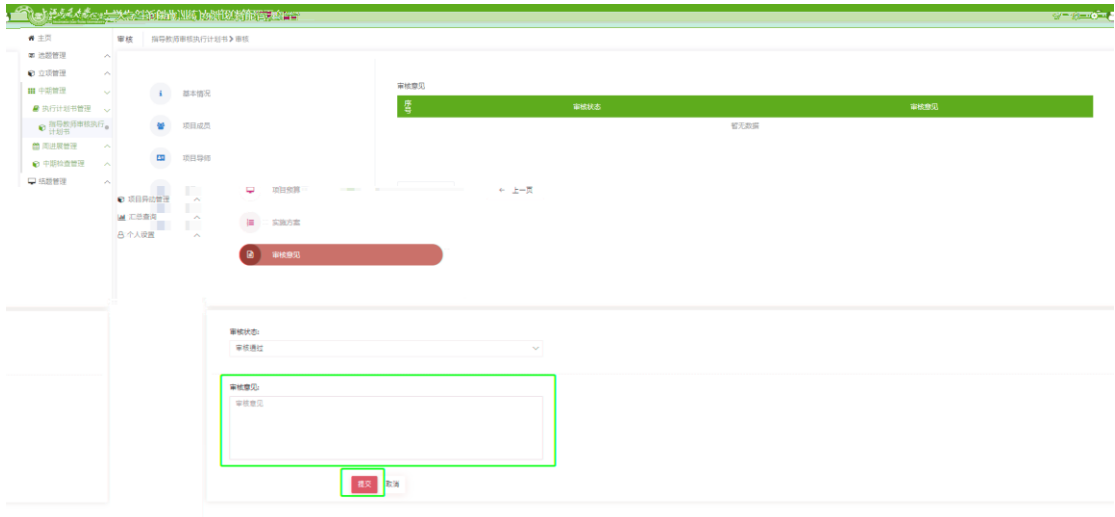 主页
审核 指导教师审核执行计划书 审核
选题管理
立项管理
中期管理
执行计划书管理
指导教师审核执行
计划书
周进展管理
中期检查管理
结题管理
项目异动管理
汇总查询
个人设置
基本情况
项目成员
项目导师
项目预算
实施方案
审核意见
审核意见
序号 审核状态 审核意见
暂无数据
← 上一页
审核状态:
审核通过
审核意见:
审核意见
提交 取消